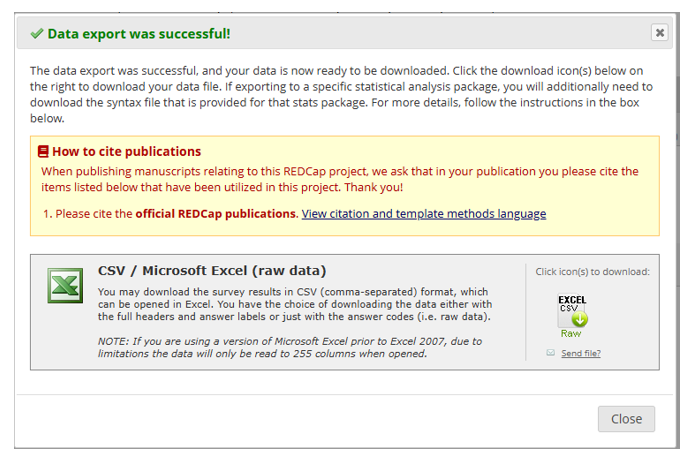 Data export was successful!
The data export was successful, and your data is now ready to be downloaded. Click the download icon(s) below on
the right to download your data file. If exporting to a specific statistical analysis package, you will additionally need to
download the syntax file that is provided for that stats package. For more details, follow the instructions in the box
below.
How to cite publications
When publishing manuscripts relating to this REDCap project, we ask that in your publication you please cite the
items listed below that have been utilized in this project. Thank you!
1. Please cite the official REDCap publications. View citation and template methods language
CSV / Microsoft Excel (raw data)
You may download the survey results in CSV (comma-separated) format, which
can be opened in Excel. You have the choice of downloading the data either with
the full headers and answer labels or just with the answer codes (i.e. raw data).
NOTE: If you are using a version of Microsoft Excel prior to Excel 2007, due to
limitations the data will only be read to 255 columns when opened.
Click icon(s) to download:
EXCEL
CSV
Raw
Send file?
Close